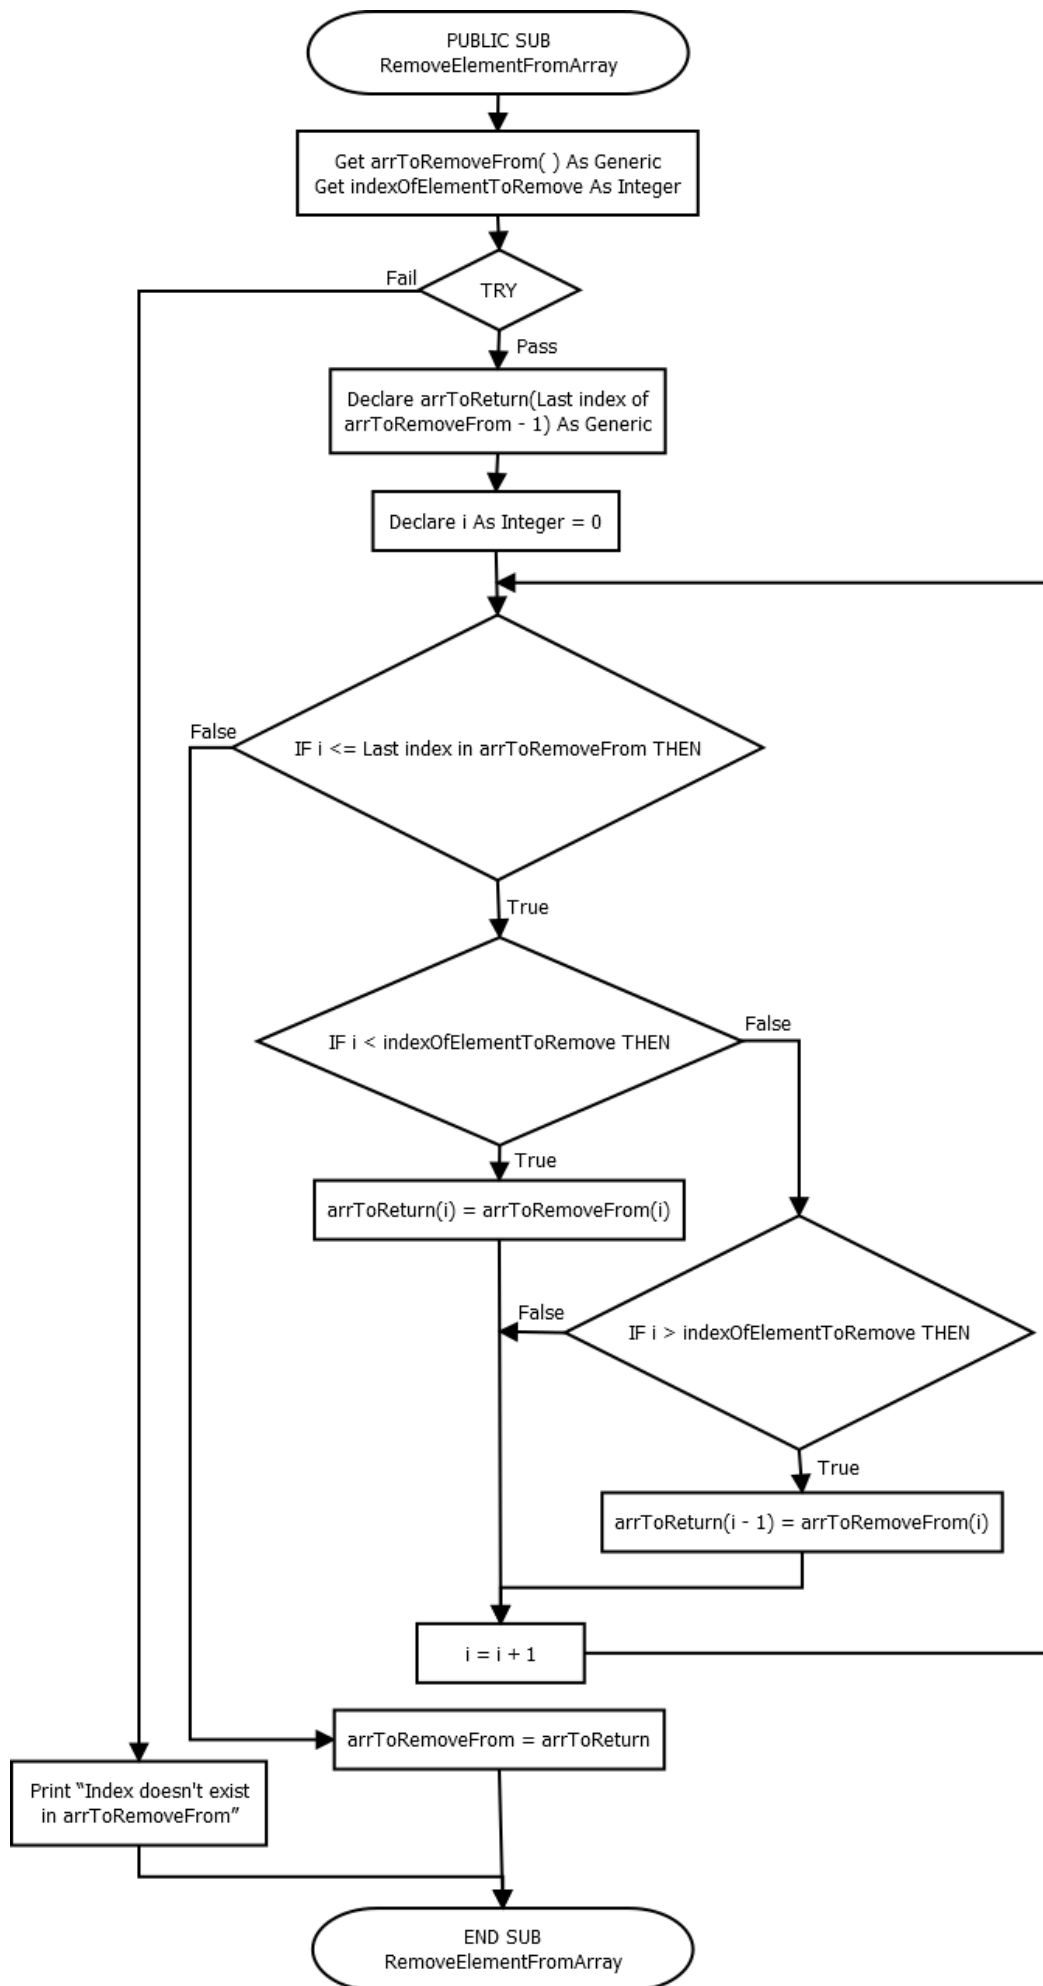 PUBLIC SUB
RemoveElementFromArray
Get arrToRemoveFrom( ) As Generic
Get indexOfElementToRemove As Integer
Fail
TRY
Pass
Declare arrToReturn(Last index of
arrToRemoveFrom - 1) As Generic
Declare i As Integer = 0
False
IF i <= Last index in arrToRemoveFrom THEN
True
IF i < indexOfElementToRemove THEN
False
True
arrToReturn(i) = arrToRemoveFrom(i)
False
IF i > indexOfElementToRemove THEN
True
arrToReturn(i - 1) = arrToRemoveFrom(i)
i = i + 1
arrToRemoveFrom = arrToReturn
Print “Index doesn't exist
in arrToRemoveFrom”
END SUB
RemoveElementFromArray